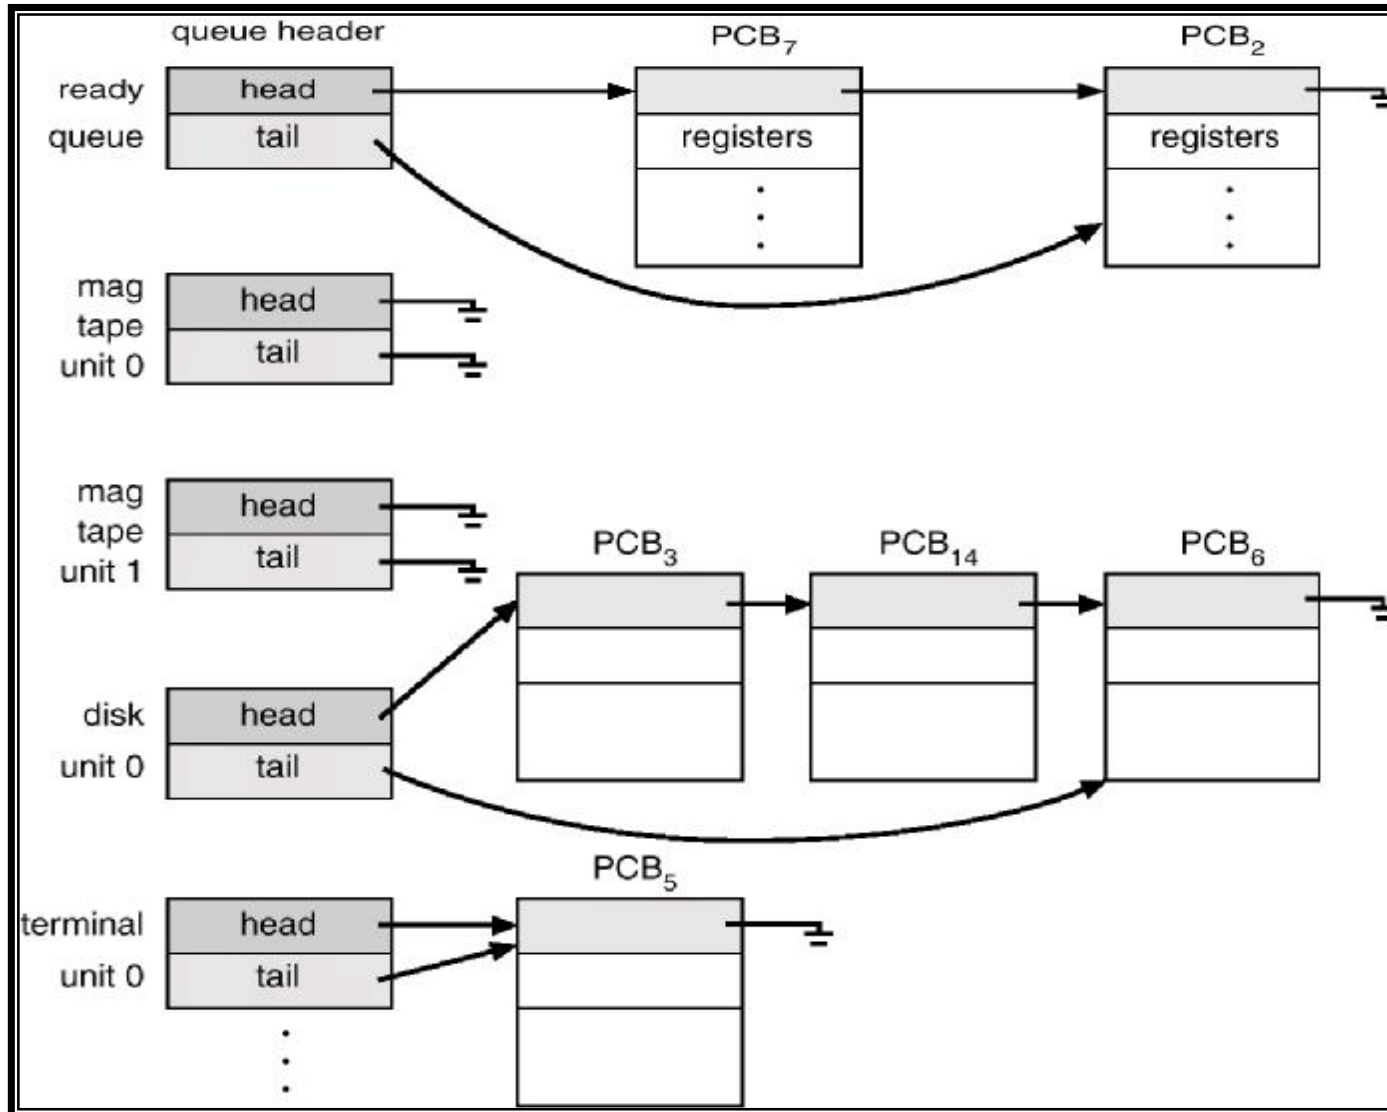 queue header
PCB7
PCB2
ready
queue
head
tail
registers
registers
mag
tape
unit 0
head
tail
mag
tape
unit 1
head
tail
PCB3
PCB14
PCB6
disk
unit 0
head
tail
PCB5
terminal
unit 0
head
tail